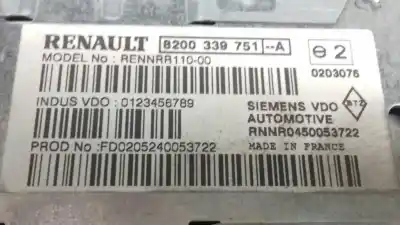 RENAULT 8200 339 751 --A
2
MODEL No : RENNRR110-00
0203076
INDUS VDO : 0123456789
SIEMENS VDO
AUTOMOTIVE
RNNR0450053722
PROD No :FD0205240053722
MADE IN FRANCE